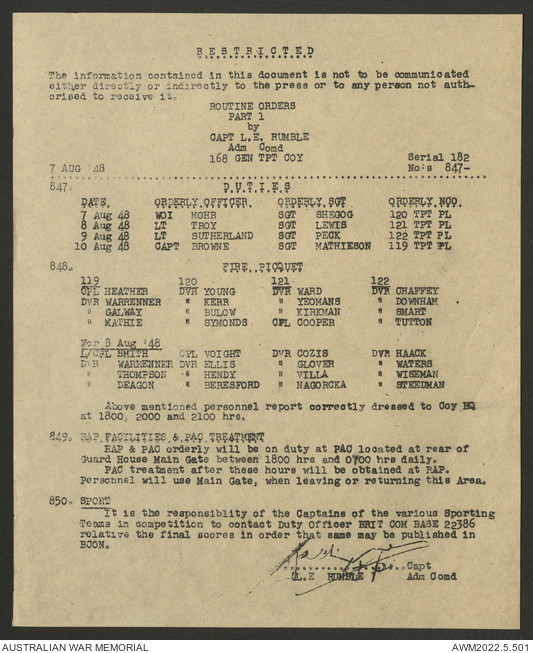 RESTRICTED
The information contained in this document is not to be communicated
either directly or indirectly to the press or to any person not auth-
orised to receive it.
ROUTINE ORDERS
PART 1
by
CAPT L.E. RUMBLE
Adm Comd
168 GEN TPT COY
Serial 182
7 AUG '48
No:s 847-
847. DUTIES
DATE. ORDERLY OFFICER. ORDERLY SGT ORDERLY NCO.
7 Aug 48 WOI MOHR SGT SHEGOG 120 TPT PL
8 Aug 48 LT TROY SGT LEWIS 121 TPT PL
9 Aug 48 LT SUTHERLAND SGT PECK 122 TPT PL
10 Aug 48 CAPT BROWNE SGT MATHIESON 119 TPT PL
848. FIRE PICQUET
119 120 121 122
CPL HEATHER DVR YOUNG DVR WARD DVR CHAFFEY
DVR WARRENNER " KERR " YEOMANS " DOWNHAM
" GALWAY " BULOW " KIRKMAN " SMART
" MATHIE " SYMONDS CPL COOPER " TUTTON
For 8 Aug '48
L/CPL SMITH CPL VOIGHT DVR COZIS DVR HAACK
DVR WARRENNER DVR ELLIS " GLOVER " WATERS
" THOMPSON " HENDY " VILLA " WISEMAN
" DEAGON " BERESFORD " NAGORCKA " STEEDMAN
Above mentioned personnel report correctly dressed to Coy HQ
at 1800, 2000 and 2100 hrs.
849. RAP FACILITIES & PAC TREATMENT
RAP & PAC orderly will be on duty at PAC located at rear of
Guard House Main Gate between 1800 hrs and 0700 hrs daily.
PAC treatment after these hours will be obtained at RAP.
Personnel will use Main Gate, when leaving or returning this Area.
850. SPORT
It is the responsiblity of the Captains of the various Sporting
Teams in competition to contact Duty Officer BRIT COM BASE 22386
relative the final scores in order that same may be published in
BCON.
Capt
(L.E RUMBLE) Adm Comd
AUSTRALIAN WAR MEMORIAL
AWM2022.5.501